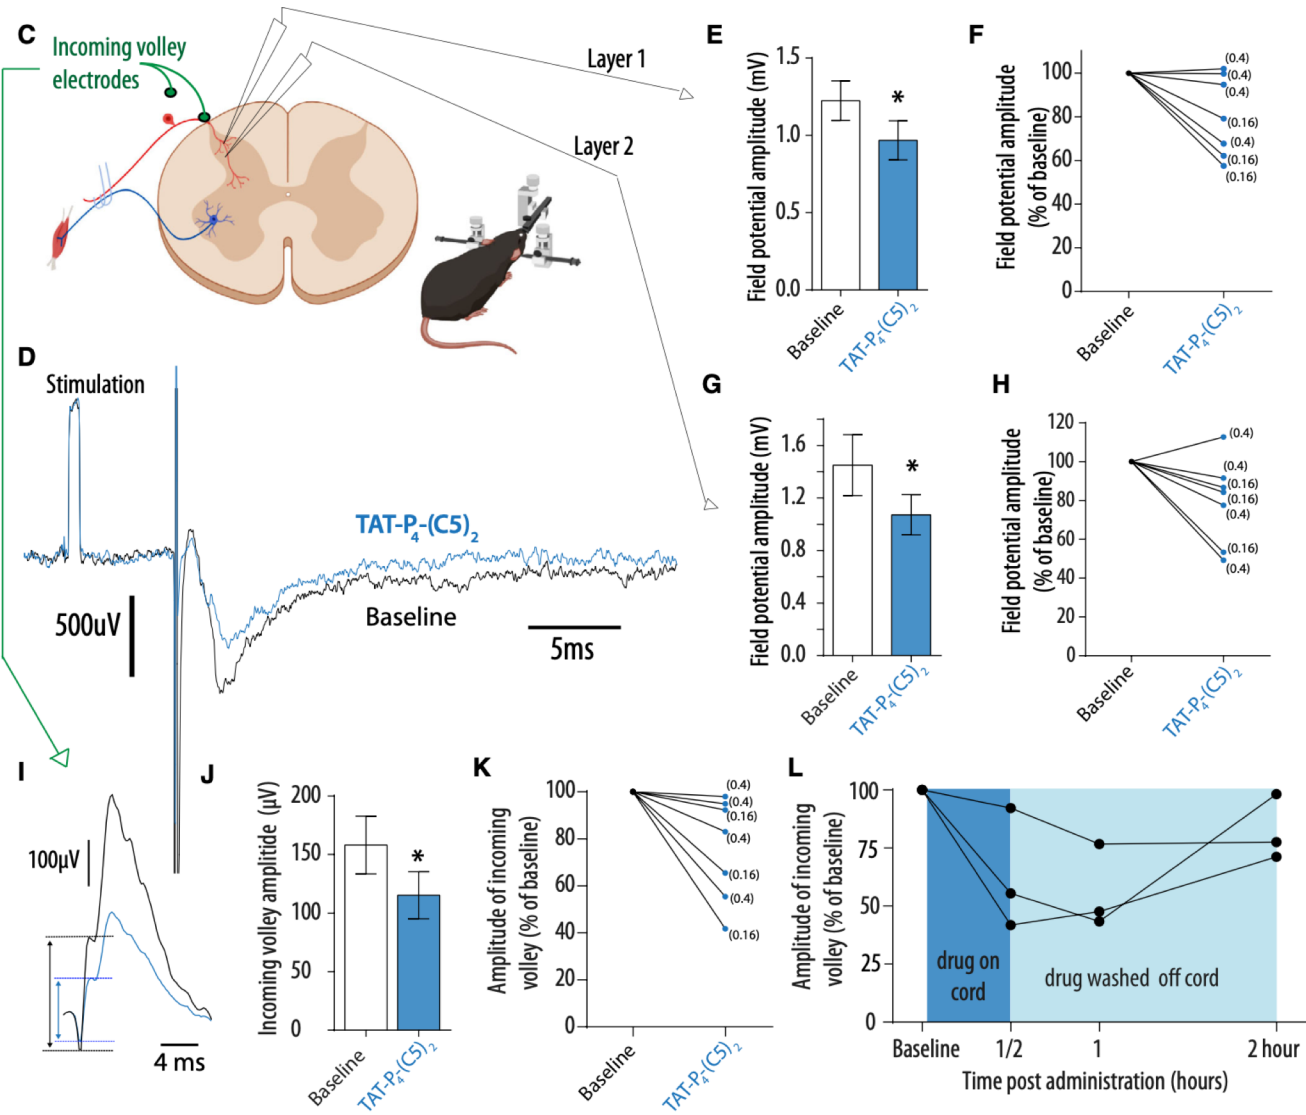 C
Incoming volley
electrodes
Layer 1
Layer 2
D
Stimulation
TAT-P4-(C5)2
Baseline
500uV
5ms
E
Field potential amplitude (mV)
1.5
1.0
0.5
0.0
*
Baseline
TAT-P4-(C5)2
F
Field potential amplitude
(% of baseline)
100
80
60
40
20
0
(0.4)
(0.4)
(0.4)
(0.16)
(0.4)
(0.16)
(0.16)
Baseline
TAT-P4-(C5)2
G
Field potential amplitude (mV)
1.6
1.2
0.8
0.4
0.0
*
Baseline
TAT-P4-(C5)2
H
Field potential amplitude
(% of baseline)
120
100
80
60
40
20
0
(0.4)
(0.4)
(0.16)
(0.16)
(0.4)
(0.16)
(0.4)
Baseline
TAT-P4-(C5)2
I
100μV
4 ms
J
Incoming volley amplitide (μV)
200
150
100
50
0
*
Baseline
TAT-P4-(C5)2
K
Amplitude of incoming
volley (% of baseline)
100
80
60
40
20
0
(0.4)
(0.4)
(0.16)
(0.4)
(0.16)
(0.4)
(0.16)
Baseline
TAT-P4-(C5)2
L
Amplitude of incoming
volley (% of baseline)
100
75
50
25
0
drug on
cord
drug washed off cord
Baseline 1/2 1 2 hour
Time post administration (hours)